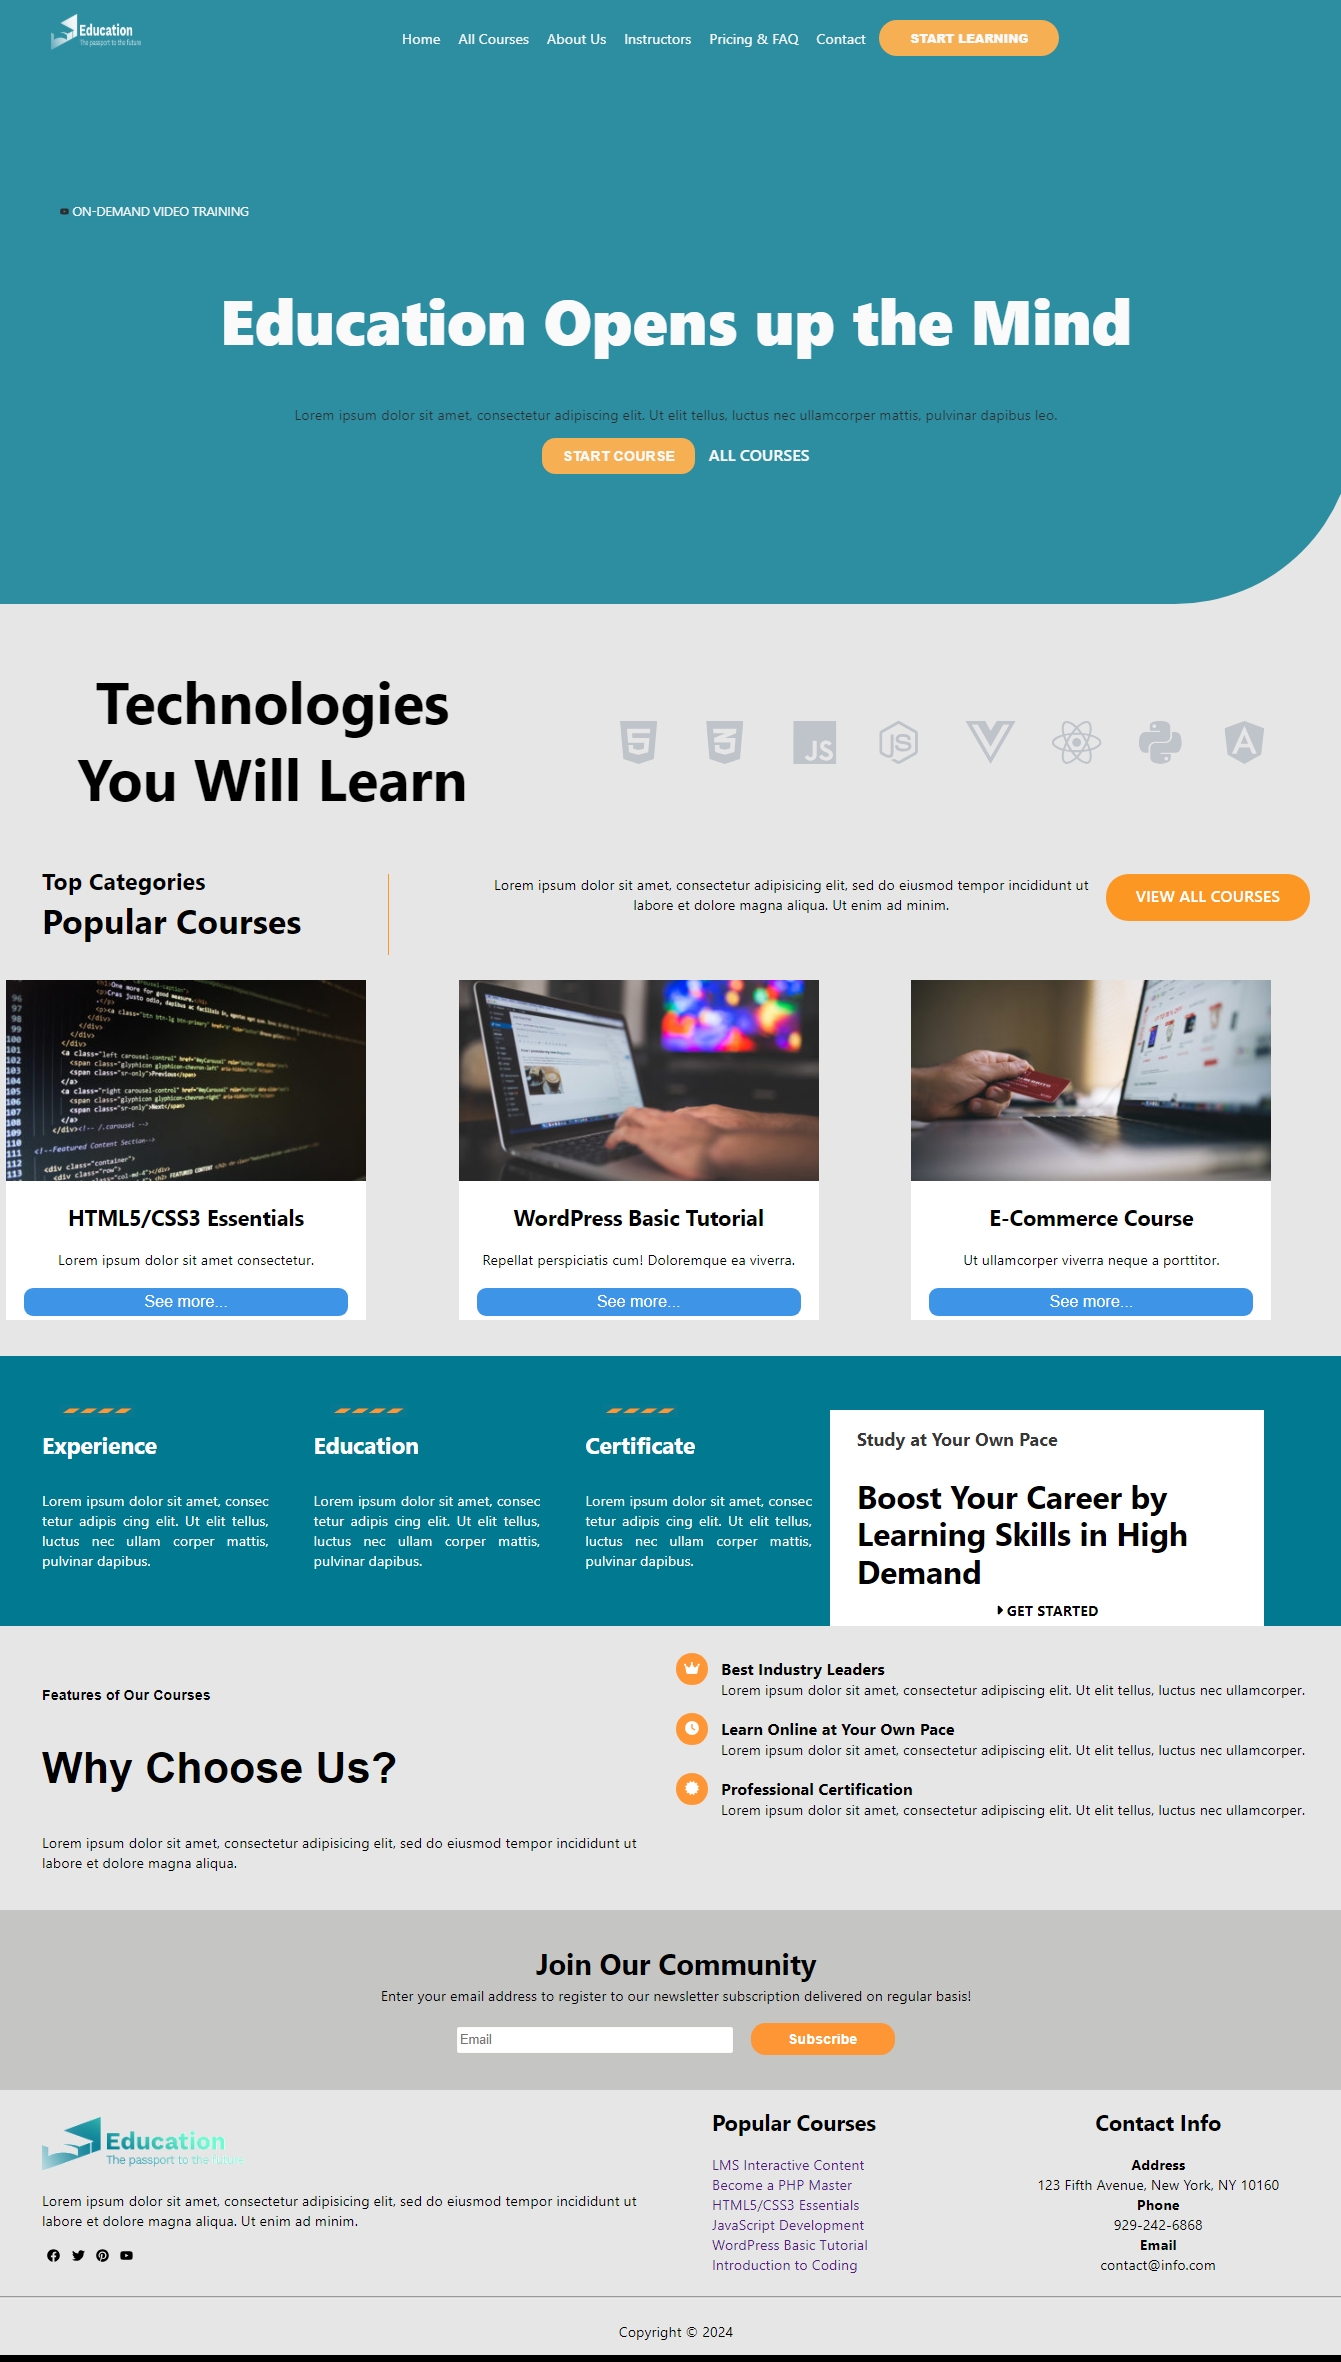 Education
The passport to the future
Home All Courses About Us Instructors Pricing & FAQ Contact START LEARNING
ON-DEMAND VIDEO TRAINING
Education Opens up the Mind
Lorem ipsum dolor sit amet, consectetur adipiscing elit. Ut elit tellus, luctus nec ullamcorper mattis, pulvinar dapibus leo.
START COURSE ALL COURSES
Technologies
You Will Learn
JS
Top Categories
Popular Courses
Lorem ipsum dolor sit amet, consectetur adipisicing elit, sed do eiusmod tempor incididunt ut
labore et dolore magna aliqua. Ut enim ad minim.
VIEW ALL COURSES
HTML5/CSS3 Essentials
Lorem ipsum dolor sit amet consectetur.
See more...
WordPress Basic Tutorial
Repellat perspiciatis cum! Doloremque ea viverra.
See more...
E-Commerce Course
Ut ullamcorper viverra neque a porttitor.
See more...
Experience
Lorem ipsum dolor sit amet, consec
tetur adipis cing elit. Ut elit tellus,
luctus nec ullam corper mattis,
pulvinar dapibus.
Education
Lorem ipsum dolor sit amet, consec
tetur adipis cing elit. Ut elit tellus,
luctus nec ullam corper mattis,
pulvinar dapibus.
Certificate
Lorem ipsum dolor sit amet, consec
tetur adipis cing elit. Ut elit tellus,
luctus nec ullam corper mattis,
pulvinar dapibus.
Study at Your Own Pace
Boost Your Career by
Learning Skills in High
Demand
GET STARTED
Features of Our Courses
Why Choose Us?
Lorem ipsum dolor sit amet, consectetur adipisicing elit, sed do eiusmod tempor incididunt ut
labore et dolore magna aliqua.
Best Industry Leaders
Lorem ipsum dolor sit amet, consectetur adipiscing elit. Ut elit tellus, luctus nec ullamcorper.
Learn Online at Your Own Pace
Lorem ipsum dolor sit amet, consectetur adipiscing elit. Ut elit tellus, luctus nec ullamcorper.
Professional Certification
Lorem ipsum dolor sit amet, consectetur adipiscing elit. Ut elit tellus, luctus nec ullamcorper.
Join Our Community
Enter your email address to register to our newsletter subscription delivered on regular basis!
Email Subscribe
Education
The passport to the future
Lorem ipsum dolor sit amet, consectetur adipisicing elit, sed do eiusmod tempor incididunt ut
labore et dolore magna aliqua. Ut enim ad minim.
Popular Courses
LMS Interactive Content
Become a PHP Master
HTML5/CSS3 Essentials
JavaScript Development
WordPress Basic Tutorial
Introduction to Coding
Contact Info
Address
123 Fifth Avenue, New York, NY 10160
Phone
929-242-6868
Email
contact@info.com
Copyright © 2024